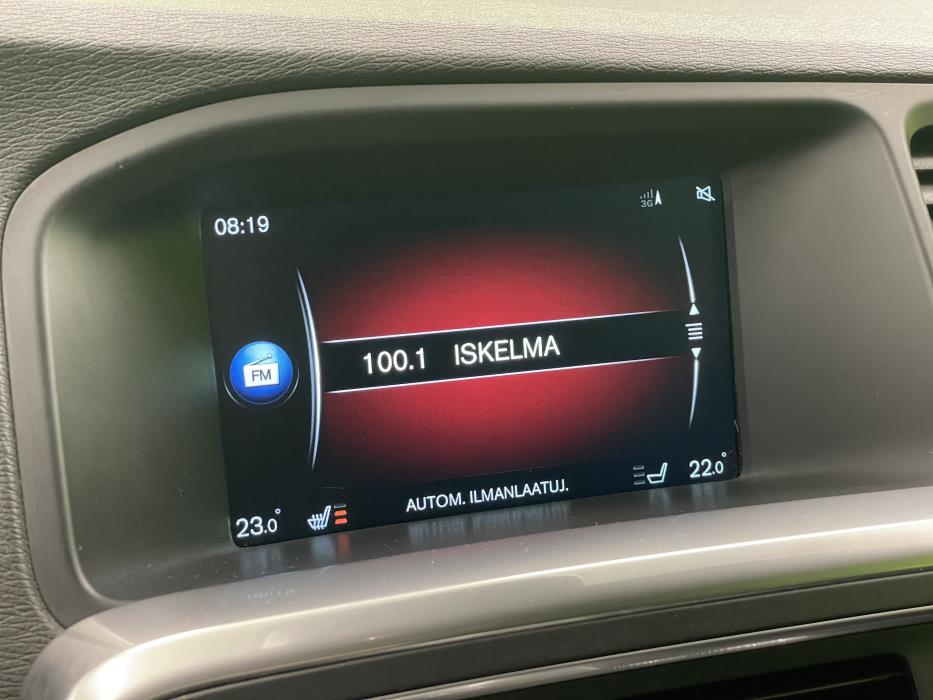 3G
08:19
FM
100.1 ISKELMA
AUTOM. ILMANLAATUJ.
23.0°
22.0°